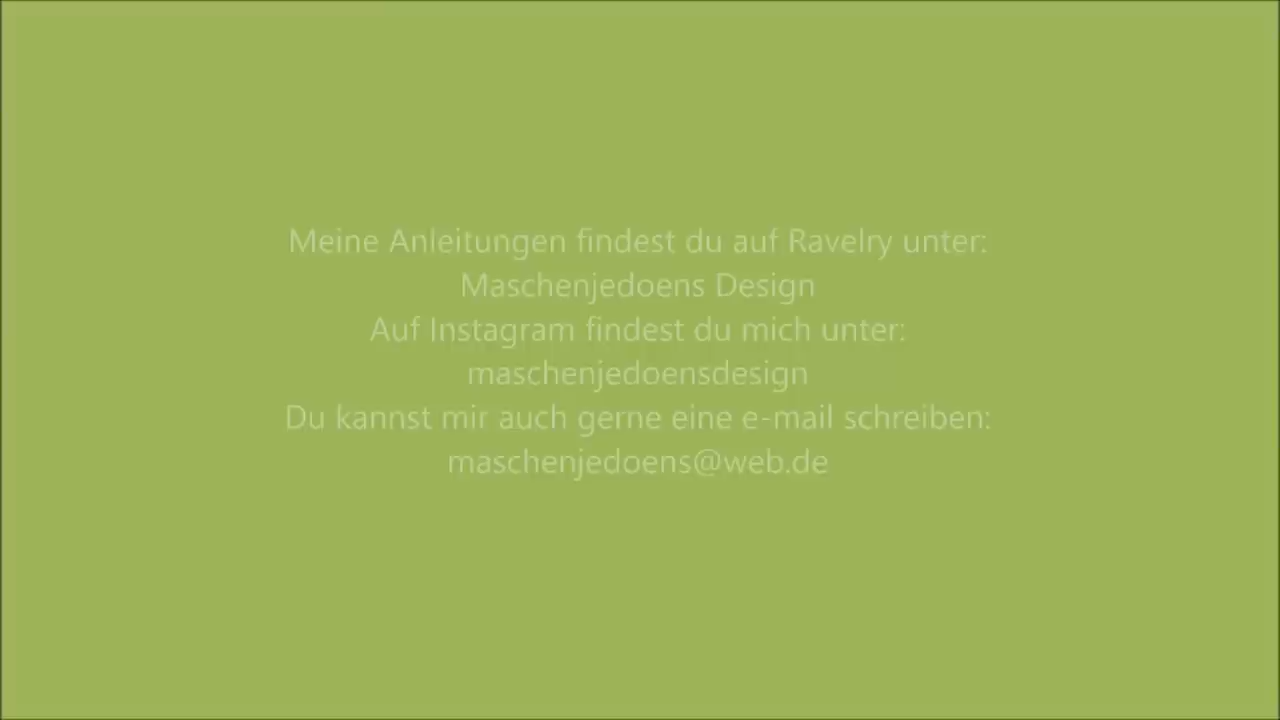 Meine Anleitungen findest du auf Ravelry unter:
Maschenjedoens Design
Auf Instagram findest du mich unter:
maschenjedoensdesign
Du kannst mir auch gerne eine e-mail schreiben:
maschenjedoens@web.de